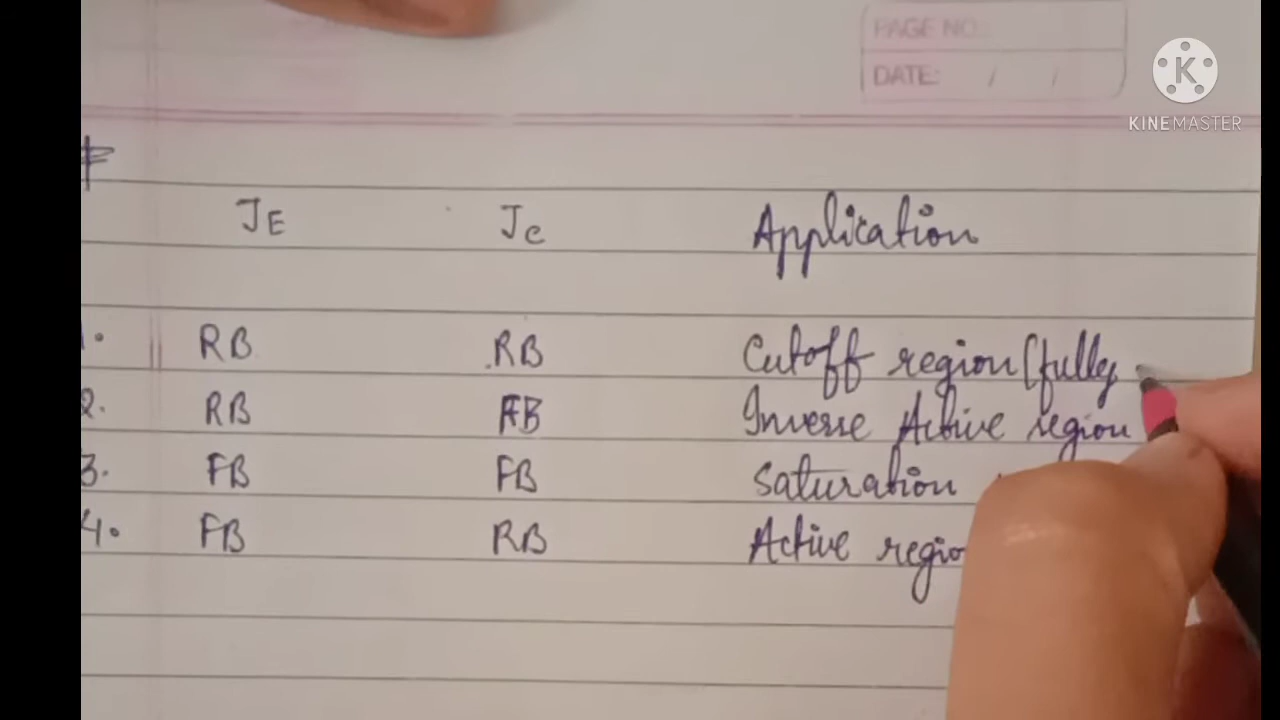 PAGE NO.:
DATE: / /
K
KINEMASTER
#
JE JC Application
1. RB RB Cutoff region (fully
2. RB FB Inverse Active region
3. FB FB Saturation
4. FB RB Active regio